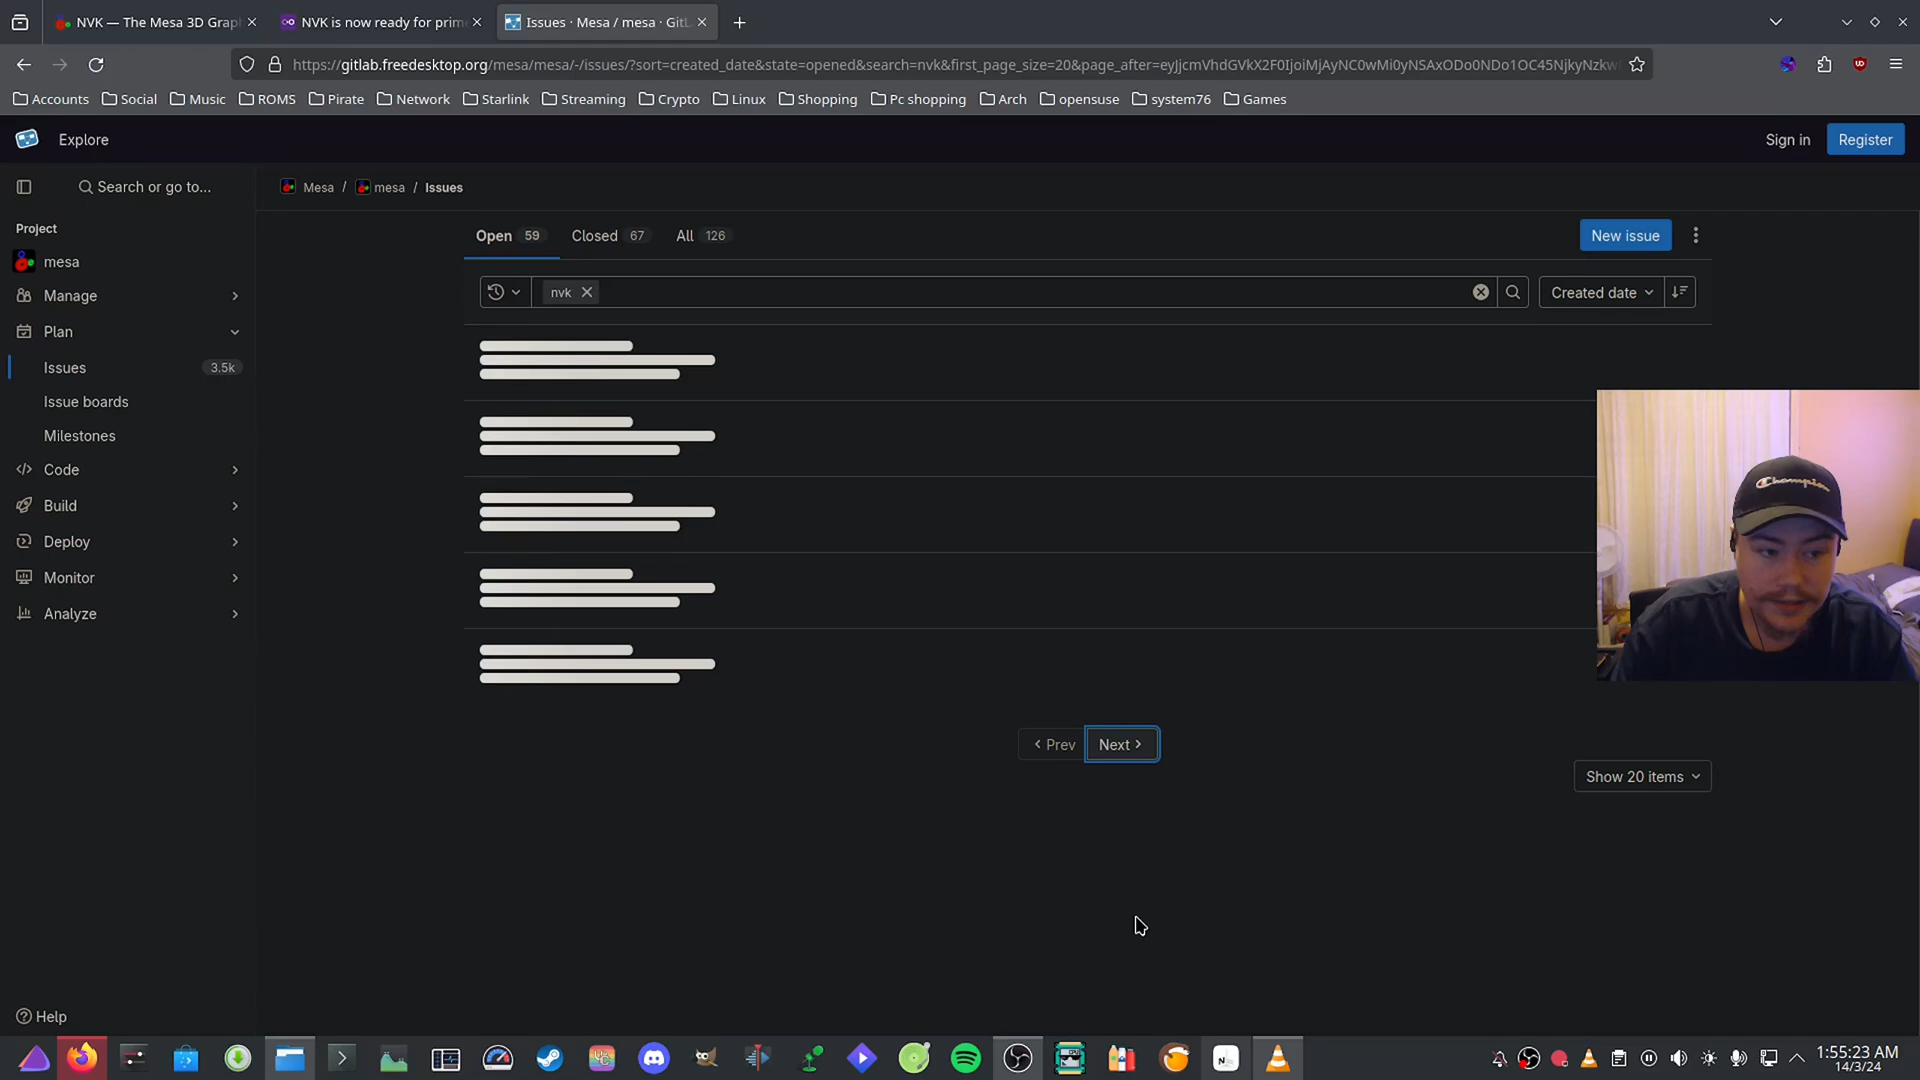 NVK — The Mesa 3D Grap
NVK is now ready for prime
Issues · Mesa / mesa · GitL
https://gitlab.freedesktop.org/mesa/mesa/-/issues/?sort=created_date&state=opened&search=nvk&first_page_size=20&page_after=eyJjcmVhdGVkX2F0IjoiMjAyNC0wMi0yNSAxODo0NDo1OC45NjkyNzkw
Accounts Social Music ROMS Pirate Network Starlink Streaming Crypto Linux Shopping Pc shopping Arch opensuse system76 Games
Explore
Sign in Register
Search or go to...
Mesa / mesa / Issues
Project
mesa
Manage
Plan
Issues 3.5k
Issue boards
Milestones
Code
Build
Deploy
Monitor
Analyze
Open 59 Closed 67 All 126
New issue
nvk
Created date
Champion
Prev Next
Show 20 items
Help
1:55:23 AM
14/3/24